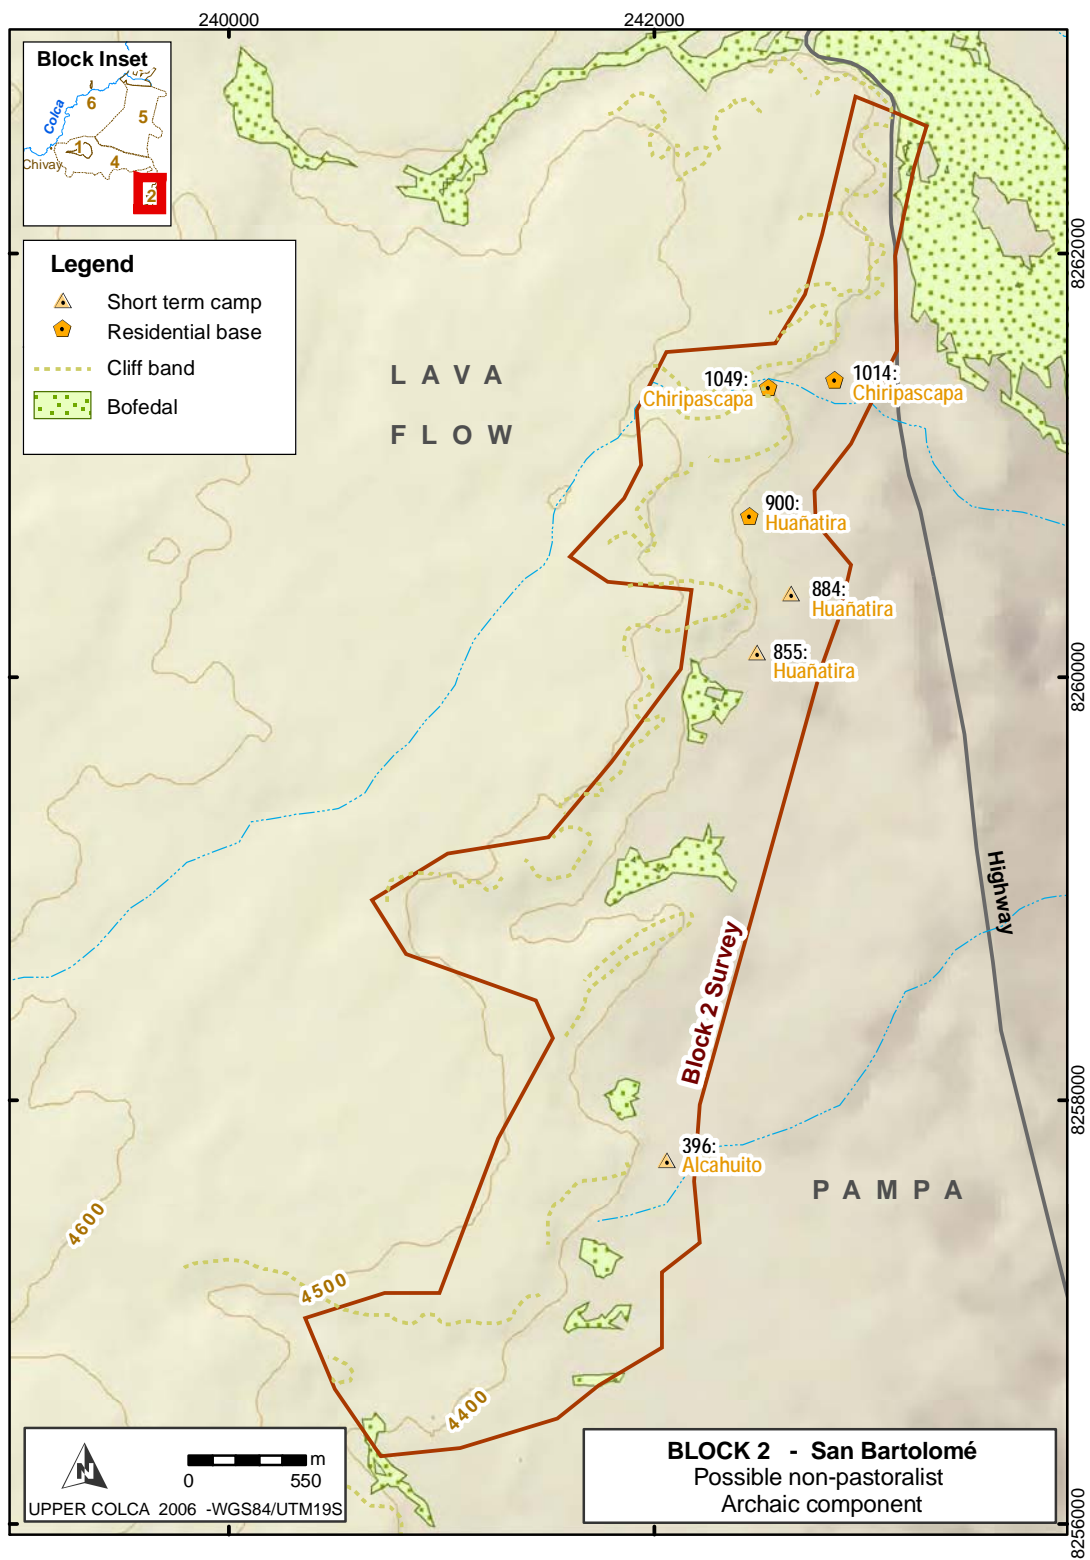 240000
242000
Block Inset
Colca
6
5
1
4
Chivay
2
8262000
Legend
Short term camp
Residential base
Cliff band
Bofedal
LAVA
FLOW
1049:
Chiripascapa
1014:
Chiripascapa
900:
Huañatira
884:
Huañatira
855:
Huañatira
8260000
Highway
Block 2 Survey
8258000
396:
Alcahuito
PAMPA
4600
4500
4400
N
m
0
550
UPPER COLCA 2006 -WGS84/UTM19S
BLOCK 2 - San Bartolomé
Possible non-pastoralist
Archaic component
8256000